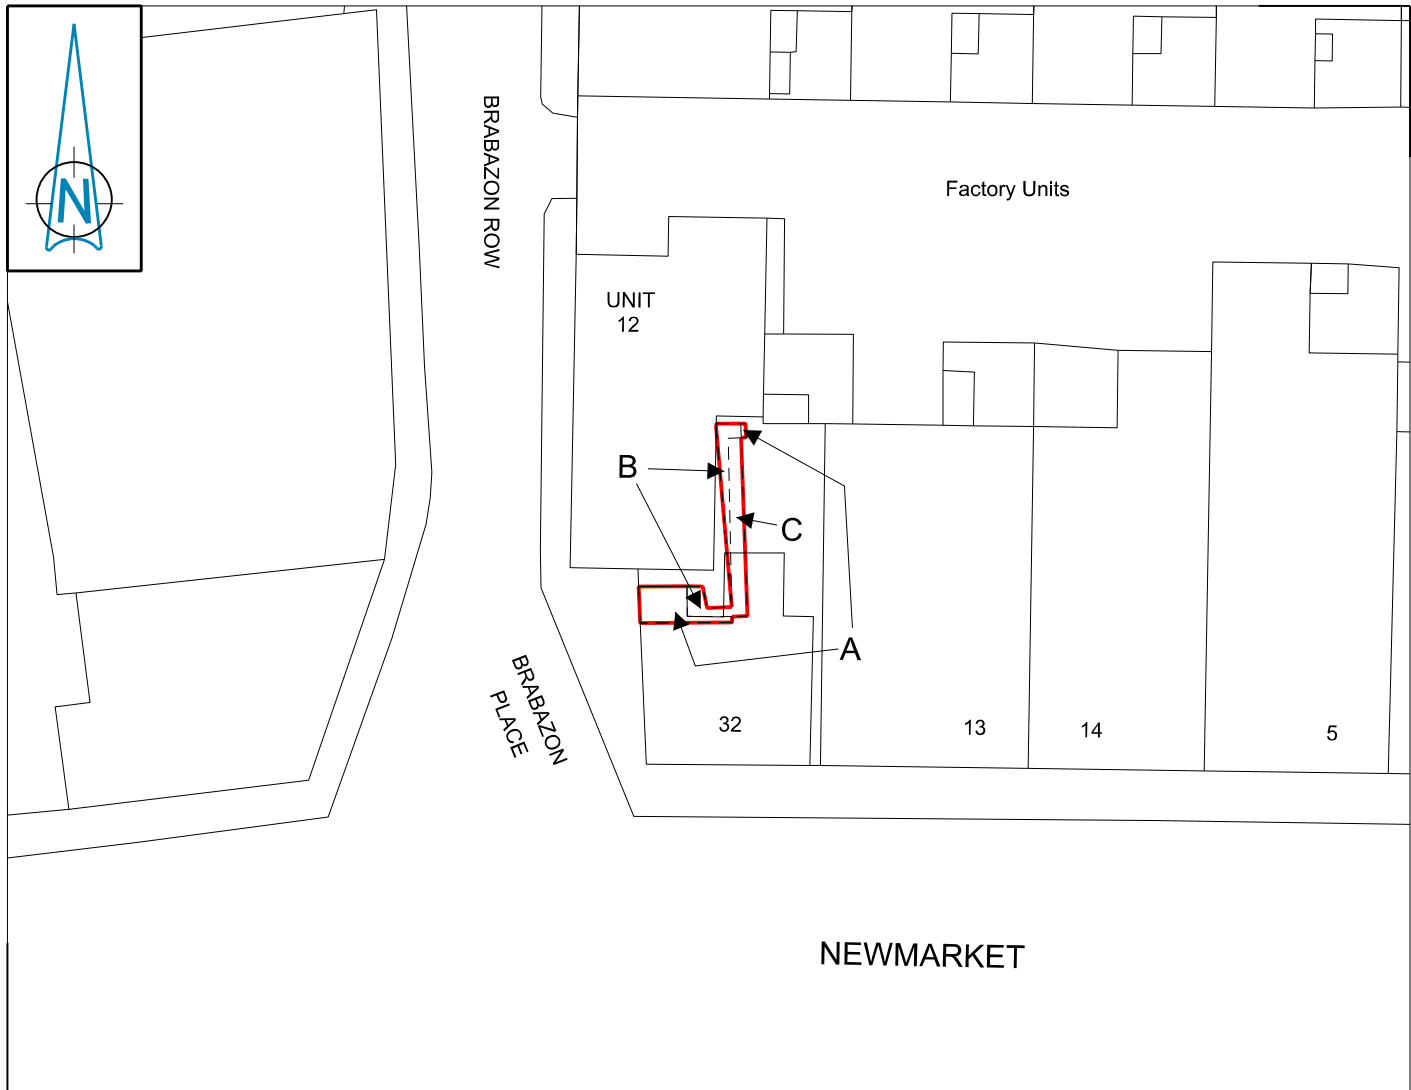 N
BRABAZON ROW
Factory Units
UNIT
12
B
C
A
BRABAZON
PLACE
32
13
14
5
NEWMARKET